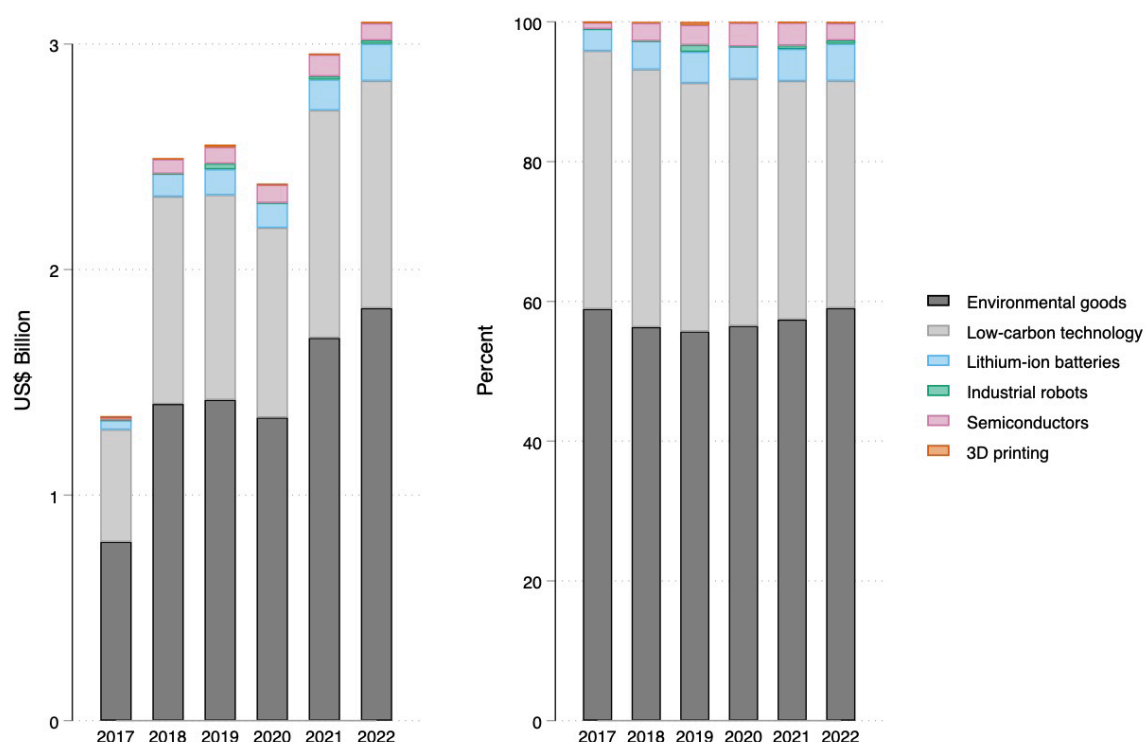 US$ Billion
3
2
1
0
2017 2018 2019 2020 2021 2022
Percent
100
80
60
40
20
0
2017 2018 2019 2020 2021 2022
Environmental goods
Low-carbon technology
Lithium-ion batteries
Industrial robots
Semiconductors
3D printing